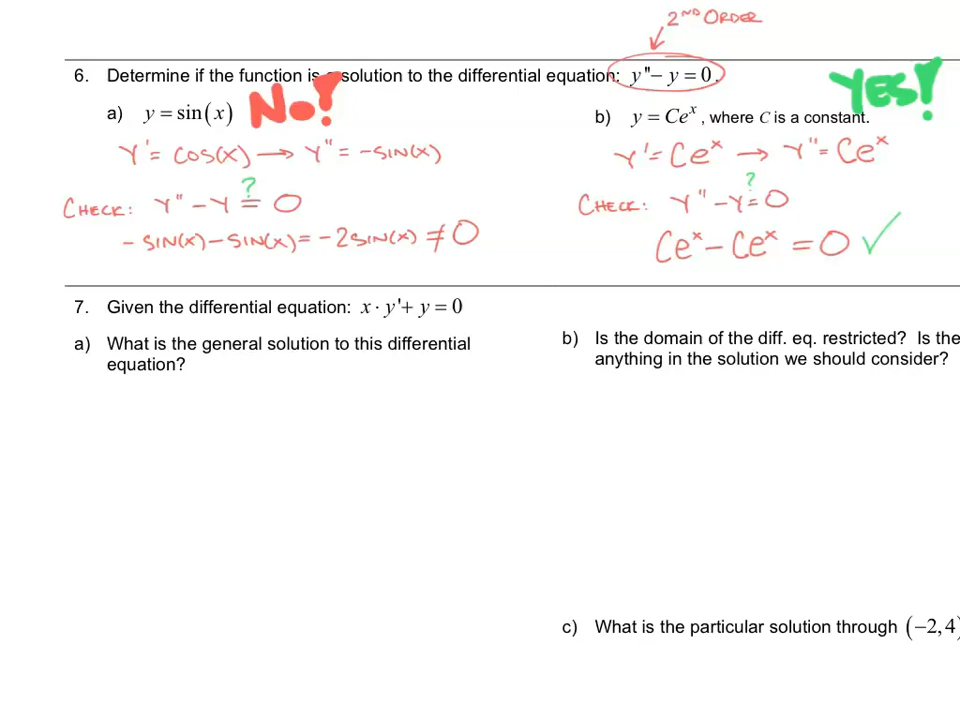 2ND ORDER
6. Determine if the function is a solution to the differential equation: y''− y = 0.
a) y = sin(x) NO!
Y' = COS(X) → Y'' = −SIN(X)
CHECK: Y'' − Y ?= 0
− SIN(X) − SIN(X) = −2SIN(X) ≠ 0
YES!
b) y = Ce^x, where C is a constant.
Y' = Ce^x → Y'' = Ce^x
CHECK: Y'' − Y ?= 0
Ce^x − Ce^x = 0 ✓
7. Given the differential equation: x · y'+ y = 0
a) What is the general solution to this differential
equation?
b) Is the domain of the diff. eq. restricted? Is the
anything in the solution we should consider?
c) What is the particular solution through (−2, 4)